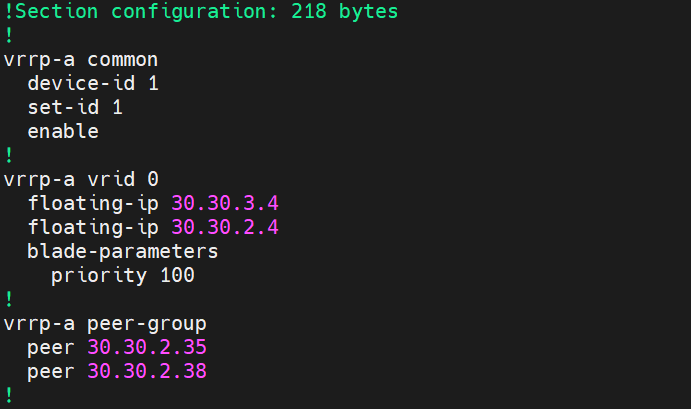 !Section configuration: 218 bytes
!
vrrp-a common
  device-id 1
  set-id 1
  enable
!
vrrp-a vrid 0
  floating-ip 30.30.3.4
  floating-ip 30.30.2.4
  blade-parameters
    priority 100
!
vrrp-a peer-group
  peer 30.30.2.35
  peer 30.30.2.38
!